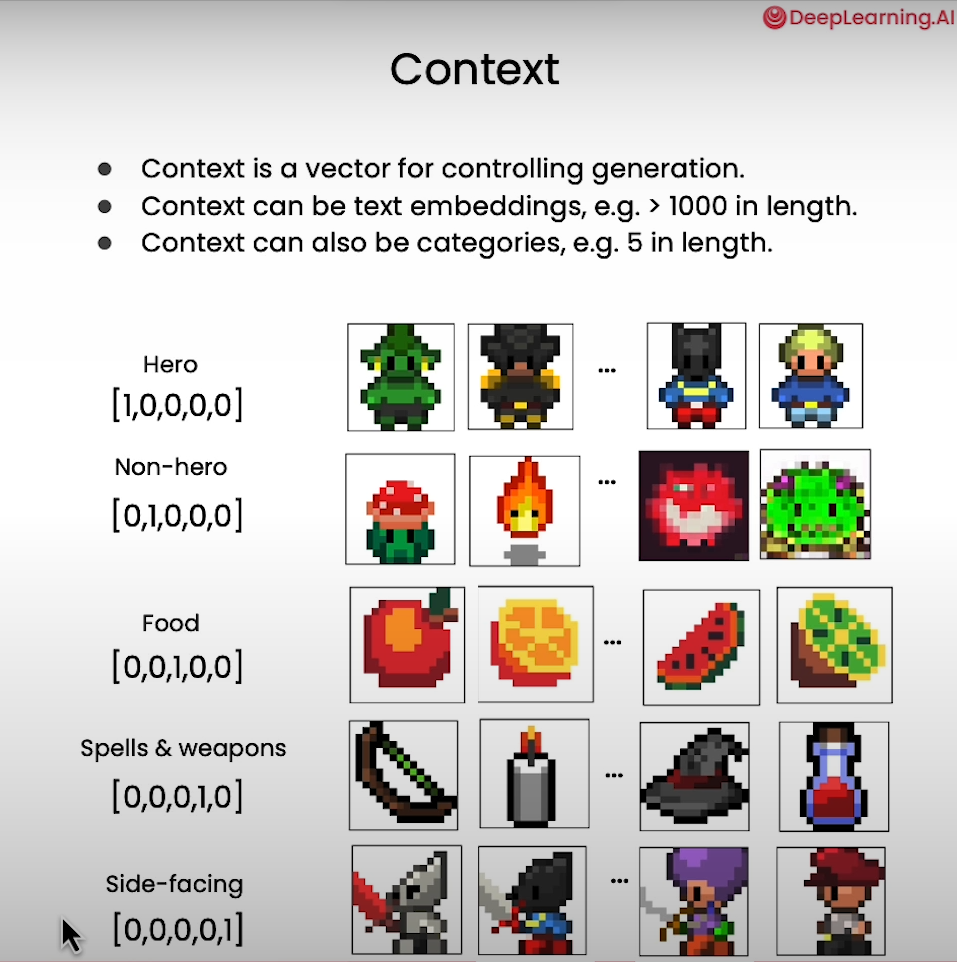 DeepLearning.AI
Context
● Context is a vector for controlling generation.
● Context can be text embeddings, e.g. > 1000 in length.
● Context can also be categories, e.g. 5 in length.
Hero
[1,0,0,0,0]
...
Non-hero
[0,1,0,0,0]
...
Food
[0,0,1,0,0]
...
Spells & weapons
[0,0,0,1,0]
...
Side-facing
[0,0,0,0,1]
...